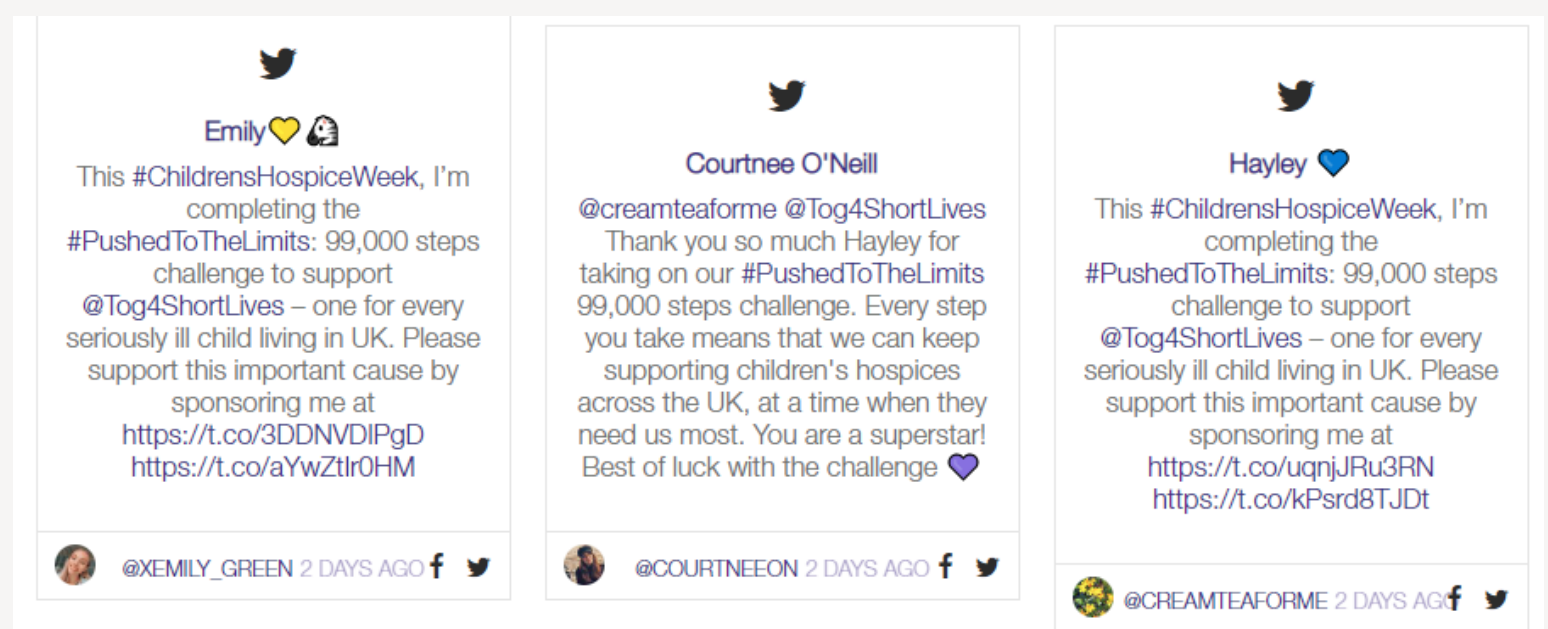 Emily💛
This #ChildrensHospiceWeek, I'm
completing the
#PushedToTheLimits: 99,000 steps
challenge to support
@Tog4ShortLives – one for every
seriously ill child living in UK. Please
support this important cause by
sponsoring me at
https://t.co/3DDNVDlPgD
https://t.co/aYwZtIr0HM
@XEMILY_GREEN 2 DAYS AGO
Courtnee O'Neill
@creamteaforme @Tog4ShortLives
Thank you so much Hayley for
taking on our #PushedToTheLimits
99,000 steps challenge. Every step
you take means that we can keep
supporting children's hospices
across the UK, at a time when they
need us most. You are a superstar!
Best of luck with the challenge 💜
@COURTNEEON 2 DAYS AGO
Hayley 💙
This #ChildrensHospiceWeek, I'm
completing the
#PushedToTheLimits: 99,000 steps
challenge to support
@Tog4ShortLives – one for every
seriously ill child living in UK. Please
support this important cause by
sponsoring me at
https://t.co/uqnjJRu3RN
https://t.co/kPsrd8TJDt
@CREAMTEAFORME 2 DAYS AGO